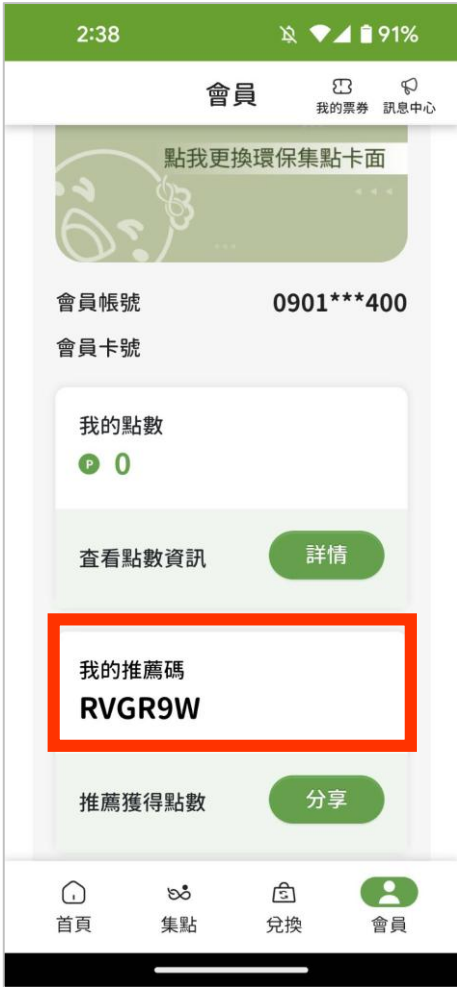 2:38 91%
會員
我的票券 訊息中心
點我更換環保集點卡面
會員帳號 0901***400
會員卡號
我的點數
P 0
查看點數資訊 詳情
我的推薦碼
RVGR9W
推薦獲得點數 分享
首頁 集點 兌換 會員